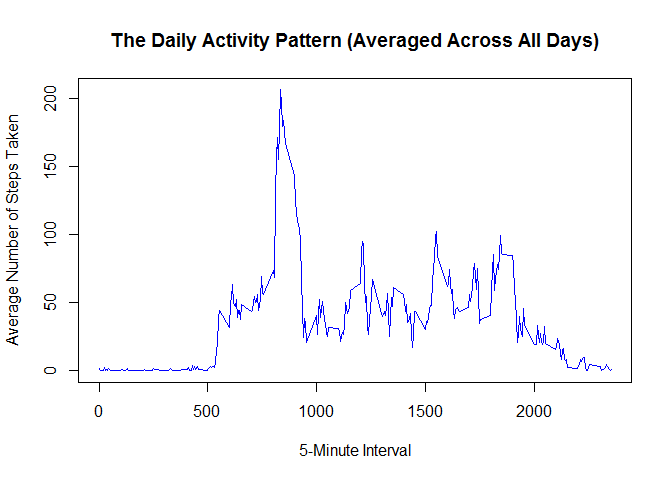 The Daily Activity Pattern (Averaged Across All Days)
Average Number of Steps Taken
200
150
100
50
0
0 500 1000 1500 2000
5-Minute Interval